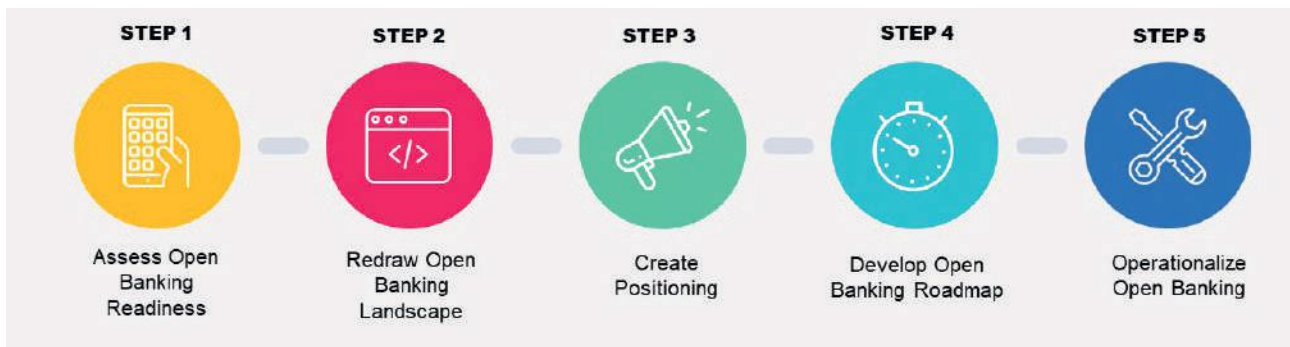 STEP 1
STEP 2
STEP 3
STEP 4
STEP 5
</>
Assess Open
Banking
Readiness
Redraw Open
Banking
Landscape
Create
Positioning
Develop Open
Banking Roadmap
Operationalize
Open Banking